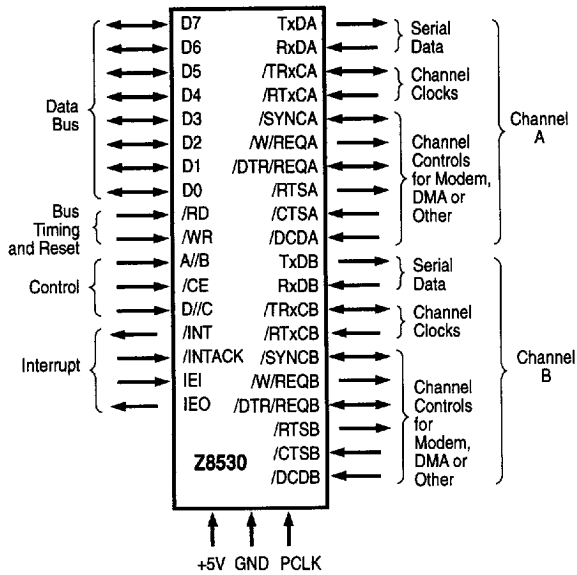 Data
Bus
Bus
Timing
and Reset
Control
Interrupt
D7
D6
D5
D4
D3
D2
D1
D0
/RD
/WR
A//B
/CE
D//C
/INT
/INTACK
IEI
IEO
Z8530
TxDA
RxDA
/TRxCA
/RTxCA
/SYNCA
/W/REQA
/DTR/REQA
/RTSA
/CTSA
/DCDA
TxDB
RxDB
/TRxCB
/RTxCB
/SYNCB
/W/REQB
/DTR/REQB
/RTSB
/CTSB
/DCDB
Serial
Data
Channel
Clocks
Channel
Controls
for Modem,
DMA or
Other
Channel
A
Serial
Data
Channel
Clocks
Channel
Controls
for
Modem,
DMA or
Other
Channel
B
+5V GND PCLK